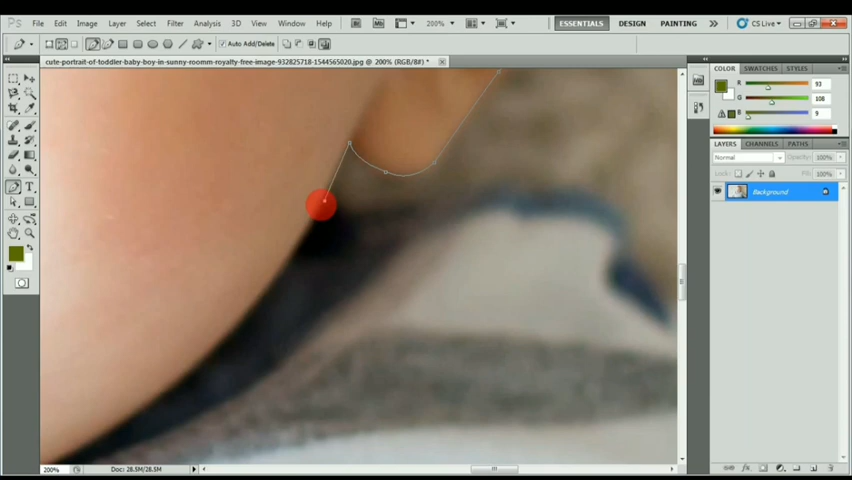 Ps File Edit Image Layer Select Filter Analysis 3D View Window Help Br Mb 200% ESSENTIALS DESIGN PAINTING CS Live
Auto Add/Delete
cute-portrait-of-toddler-baby-boy-in-sunny-roomm-royalty-free-image-932825718-1544565020.jpg @ 200% (RGB/8#) *
COLOR SWATCHES STYLES
R 93
G 108
B 9
LAYERS CHANNELS PATHS
Normal Opacity: 100%
Lock: Fill: 100%
Background
T
200% Doc: 28.5M/28.5M